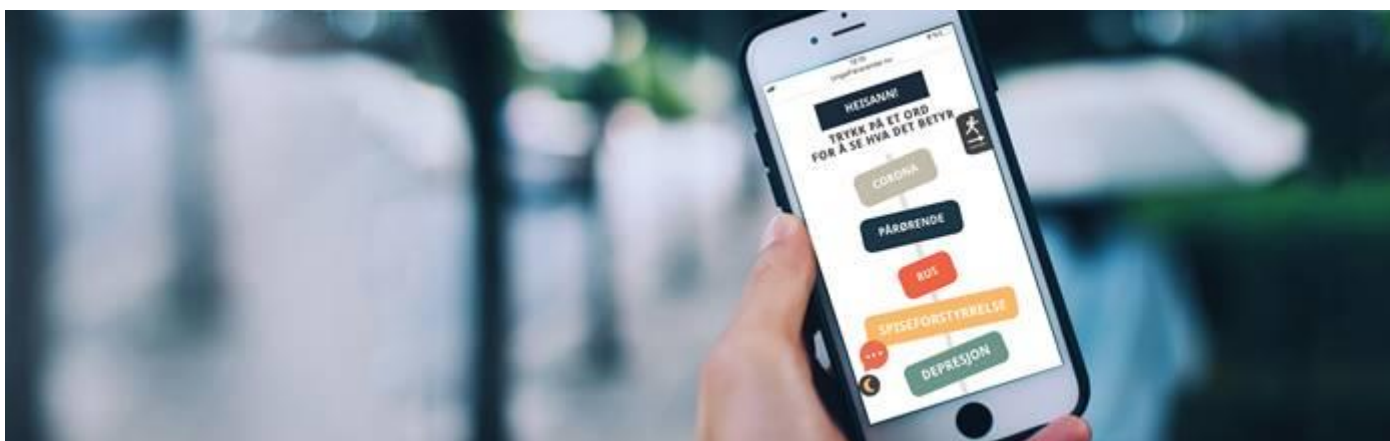 HEISANN!
TRYKK PÅ ET ORD
FOR Å SE HVA DET BETYR
CORONA
PÅRØRENDE
RUS
SPISEFORSTYRRELSE
DEPRESJON